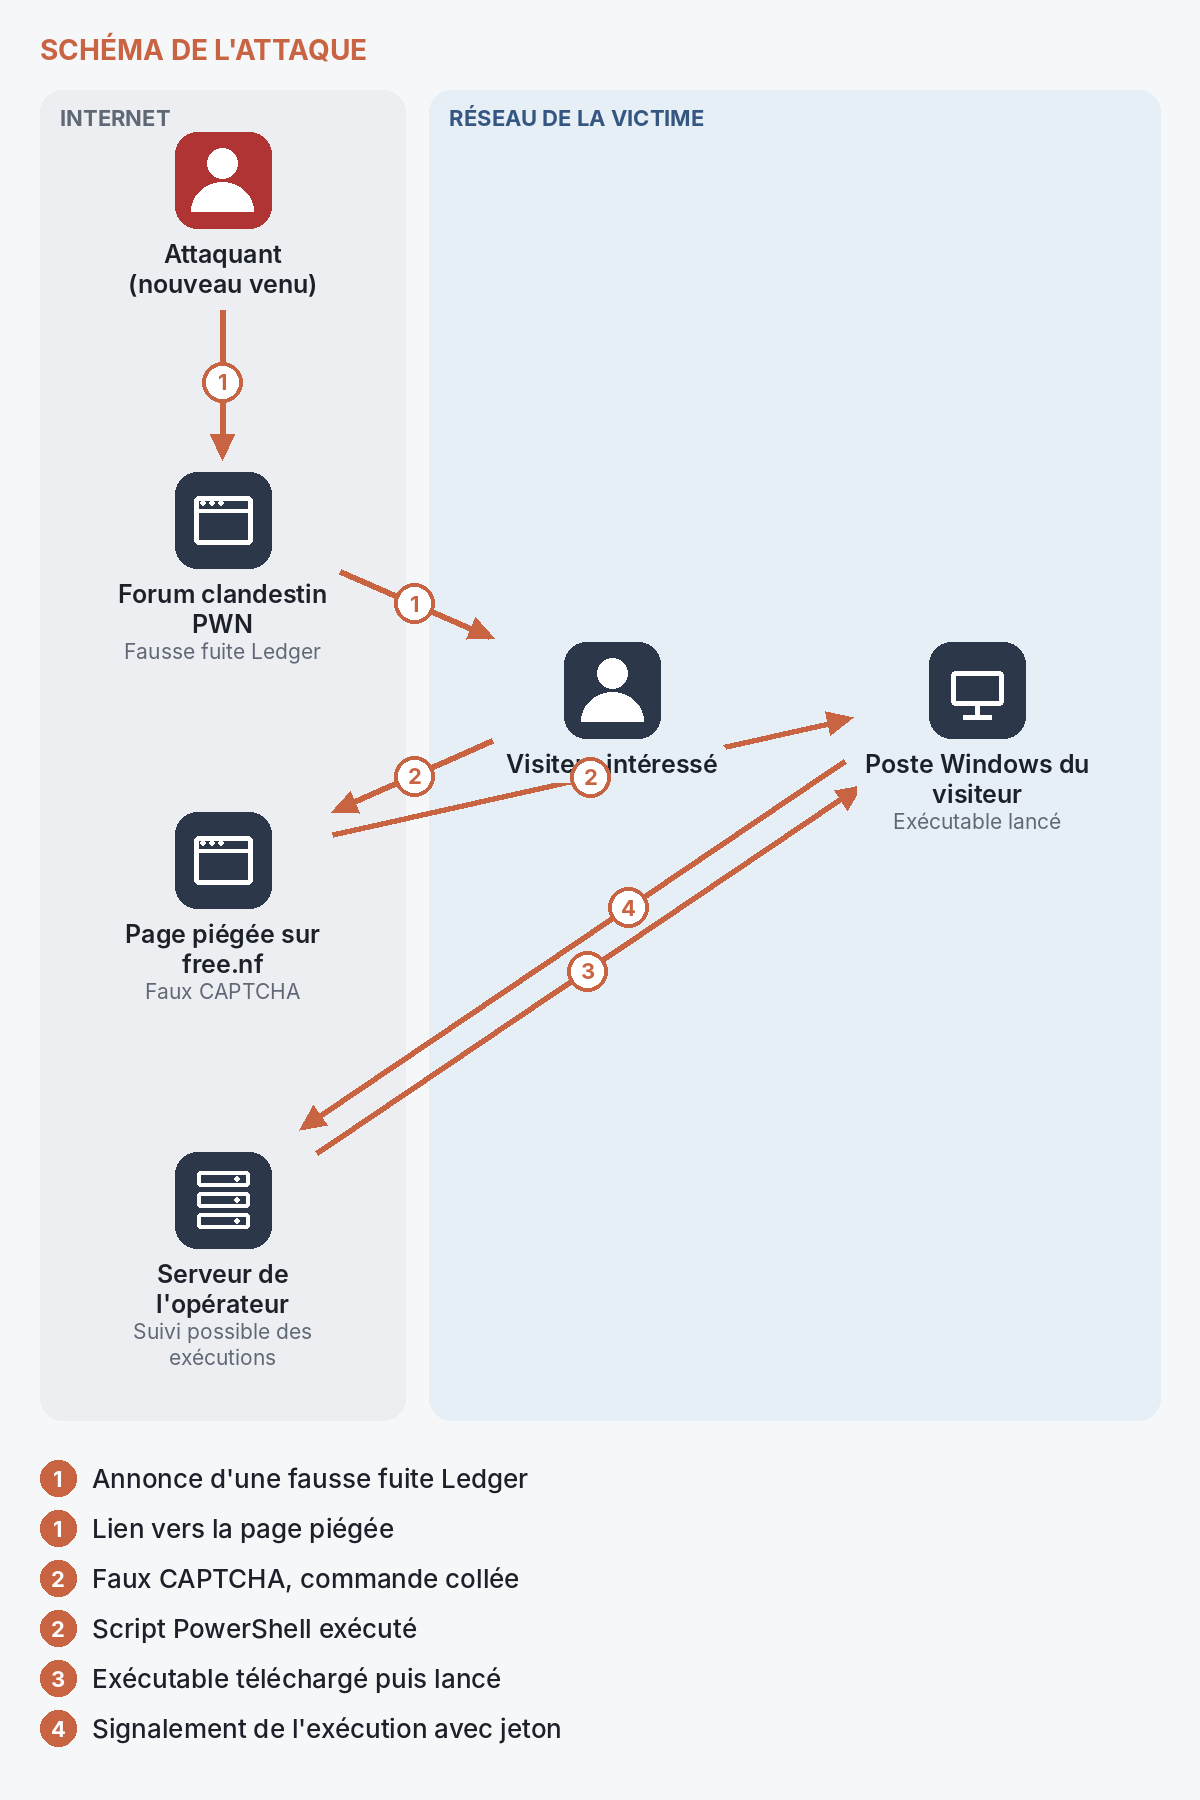 SCHÉMA DE L'ATTAQUE
INTERNET
RÉSEAU DE LA VICTIME
Attaquant
(nouveau venu)
1
Forum clandestin
PWN
Fausse fuite Ledger
1
2
intéressé
2
Poste Windows du
visiteur
Exécutable lancé
Page piégée sur
free.nf
Faux CAPTCHA
4
3
Serveur de
l'opérateur
Suivi possible des
exécutions
1 Annonce d'une fausse fuite Ledger
1 Lien vers la page piégée
2 Faux CAPTCHA, commande collée
2 Script PowerShell exécuté
3 Exécutable téléchargé puis lancé
4 Signalement de l'exécution avec jeton